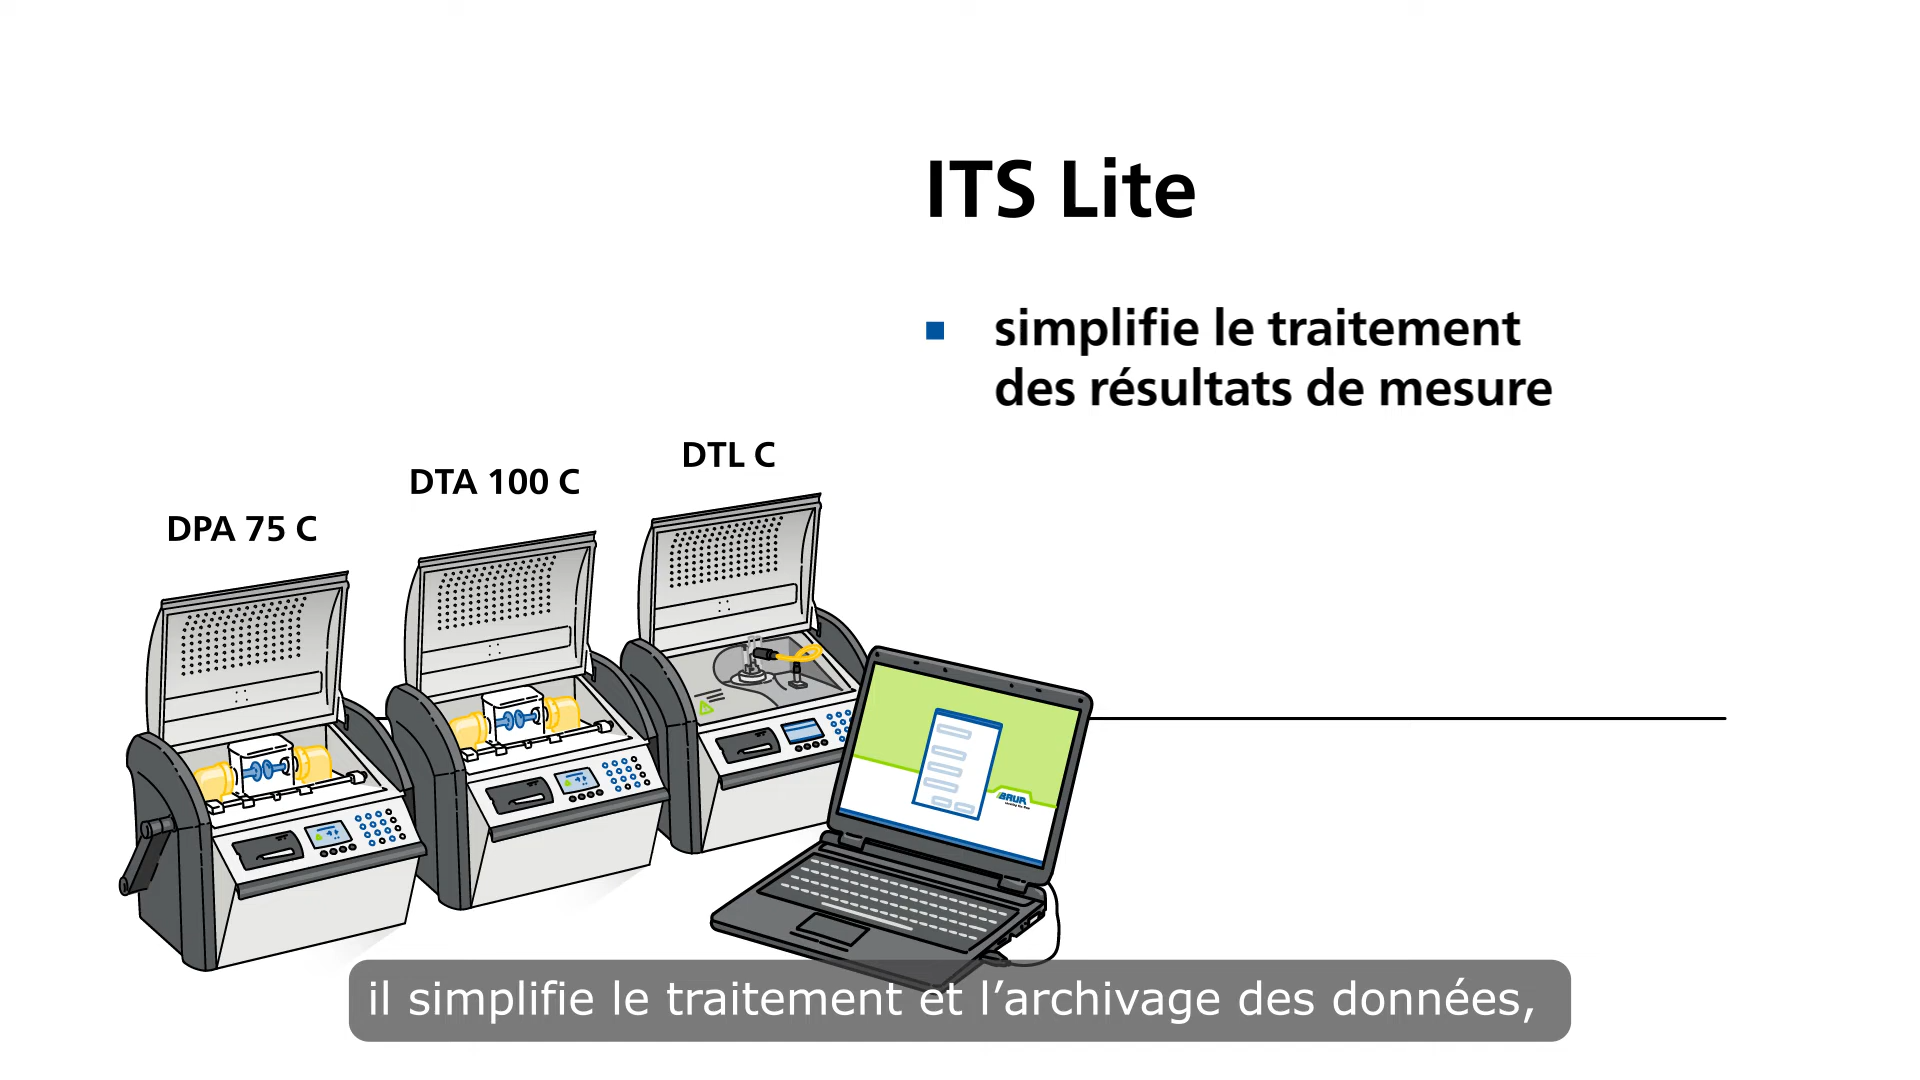 ITS Lite
simplifie le traitement
des résultats de mesure
DTL C
DTA 100 C
DPA 75 C
BAUR
il simplifie le traitement et l’archivage des données,